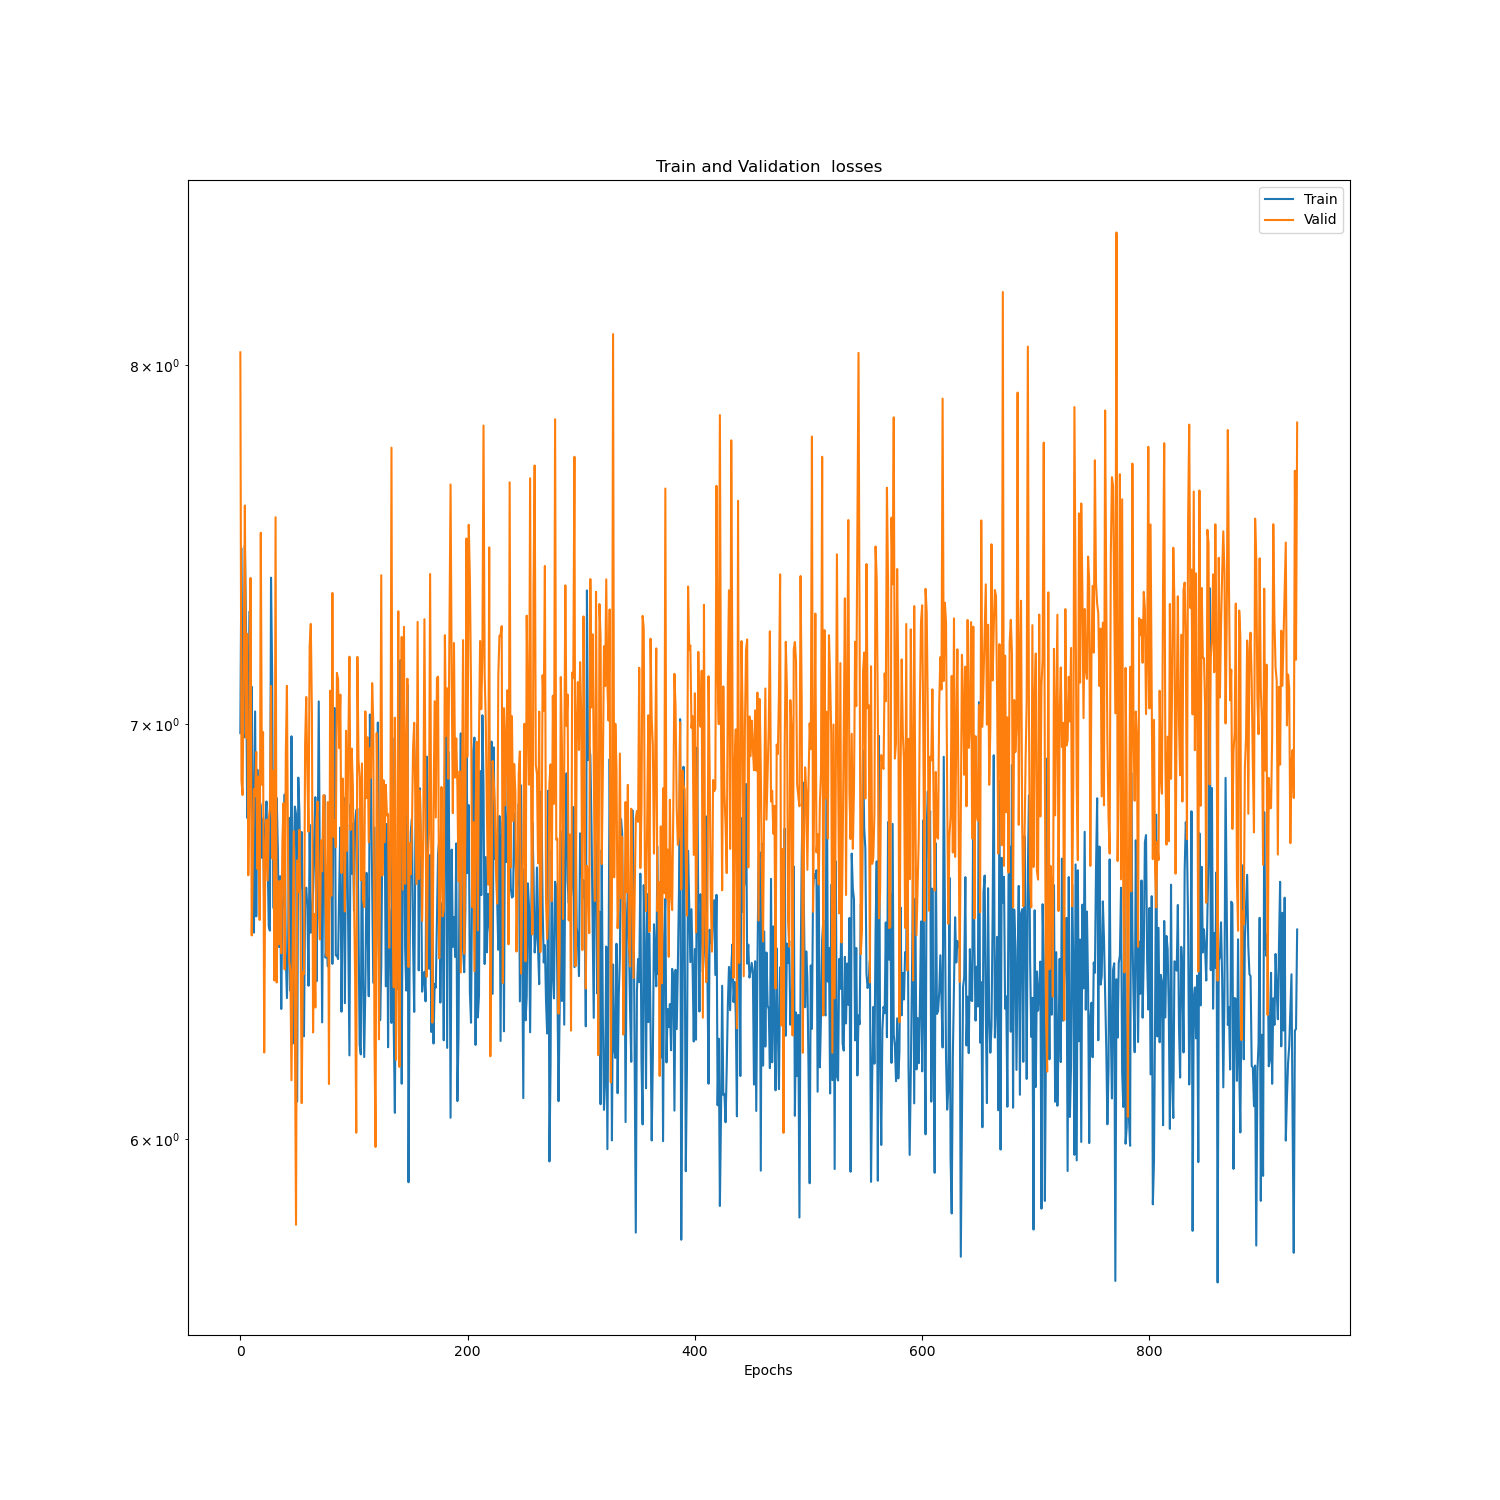 Train and Validation  losses
Train
Valid
8 × 10⁰
7 × 10⁰
6 × 10⁰
0 200 400 600 800
Epochs